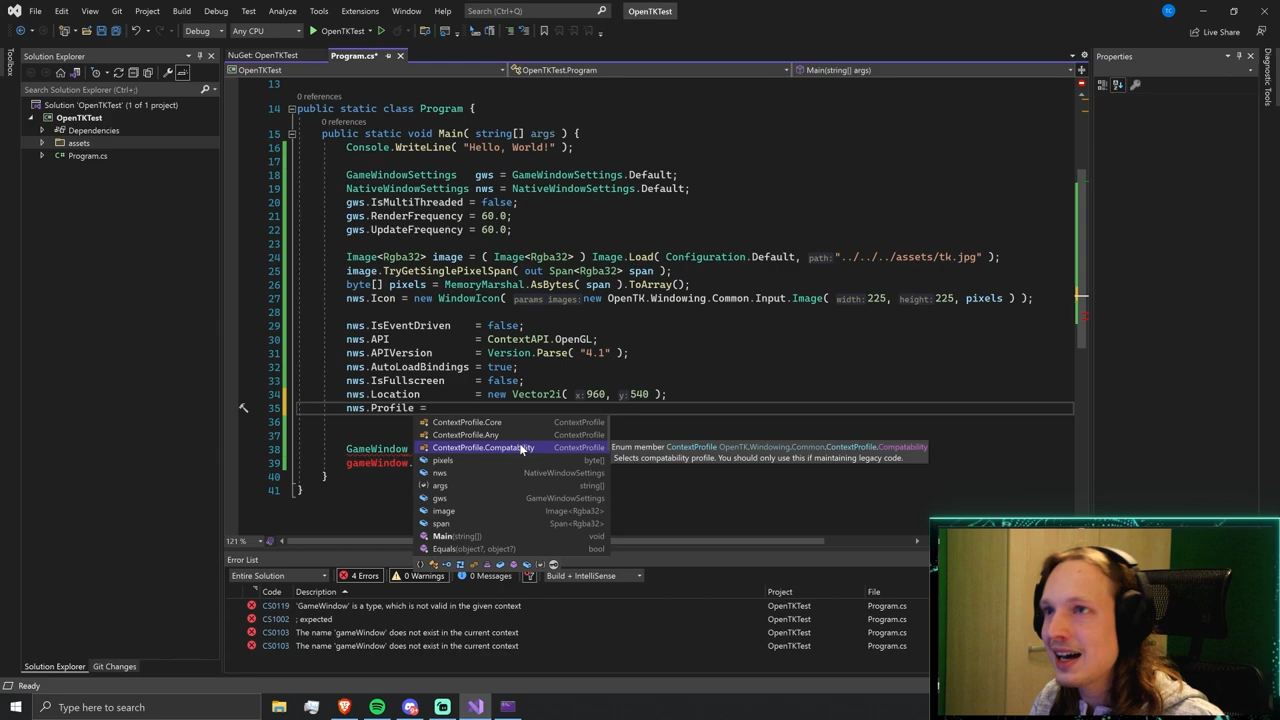 File Edit View Git Project Build Debug Test Analyze Tools Extensions Window Help Search (Ctrl+Q) OpenTKTest TC
Debug Any CPU OpenTKTest Live Share
Toolbox
Solution Explorer
Search Solution Explorer (Ctrl+;)
Solution 'OpenTKTest' (1 of 1 project)
OpenTKTest
Dependencies
assets
Program.cs
NuGet: OpenTKTest Program.cs*
OpenTKTest OpenTKTest.Program Main(string[] args)
13
0 references
14 public static class Program {
0 references
15 public static void Main( string[] args ) {
16 Console.WriteLine( "Hello, World!" );
17
18 GameWindowSettings gws = GameWindowSettings.Default;
19 NativeWindowSettings nws = NativeWindowSettings.Default;
20 gws.IsMultiThreaded = false;
21 gws.RenderFrequency = 60.0;
22 gws.UpdateFrequency = 60.0;
23
24 Image<Rgba32> image = ( Image<Rgba32> ) Image.Load( Configuration.Default, path: "../../../assets/tk.jpg" );
25 image.TryGetSinglePixelSpan( out Span<Rgba32> span );
26 byte[] pixels = MemoryMarshal.AsBytes( span ).ToArray();
27 nws.Icon = new WindowIcon( params images: new OpenTK.Windowing.Common.Input.Image( width: 225, height: 225, pixels ) );
28
29 nws.IsEventDriven = false;
30 nws.API = ContextAPI.OpenGL;
31 nws.APIVersion = Version.Parse( "4.1" );
32 nws.AutoLoadBindings = true;
33 nws.IsFullscreen = false;
34 nws.Location = new Vector2i( x: 960, y: 540 );
35 nws.Profile =
36
37
38 GameWindow
39 gameWindow.
40 }
41 }
ContextProfile.Core ContextProfile
ContextProfile.Any ContextProfile
ContextProfile.Compatability ContextProfile
pixels byte[]
nws NativeWindowSettings
args string[]
gws GameWindowSettings
image Image<Rgba32>
span Span<Rgba32>
Main(string[]) void
Equals(object?, object?) bool
Enum member ContextProfile OpenTK.Windowing.Common.ContextProfile.Compatability
Selects compatability profile. You should only use this if maintaining legacy code.
121 %
Properties
Diagnostic Tools
Error List
Entire Solution 4 Errors 0 Warnings 0 Messages Build + IntelliSense
Code Description Project File
CS0119 'GameWindow' is a type, which is not valid in the given context OpenTKTest Program.cs
CS1002 ; expected OpenTKTest Program.cs
CS0103 The name 'gameWindow' does not exist in the current context OpenTKTest Program.cs
CS0103 The name 'gameWindow' does not exist in the current context OpenTKTest Program.cs
Solution Explorer Git Changes
Ready
Type here to search